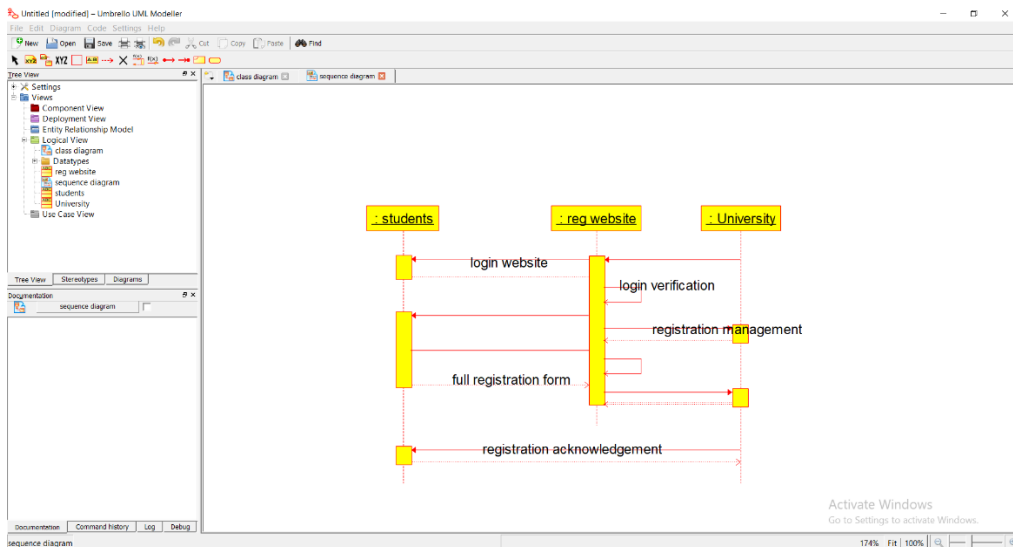 Untitled [modified] – Umbrello UML Modeller
File Edit Diagram Code Settings Help
New Open Save Cut Copy Paste Find
XYZ
Tree View
class diagram sequence diagram
Settings
Views
Component View
Deployment View
Entity Relationship Model
Logical View
class diagram
Datatypes
reg website
sequence diagram
students
University
Use Case View
Tree View Stereotypes Diagrams
Documentation
sequence diagram
: students : reg website : University
login website
login verification
registration management
full registration form
registration acknowledgement
Activate Windows
Go to Settings to activate Windows.
Documentation Command history Log Debug
sequence diagram 174% Fit 100%